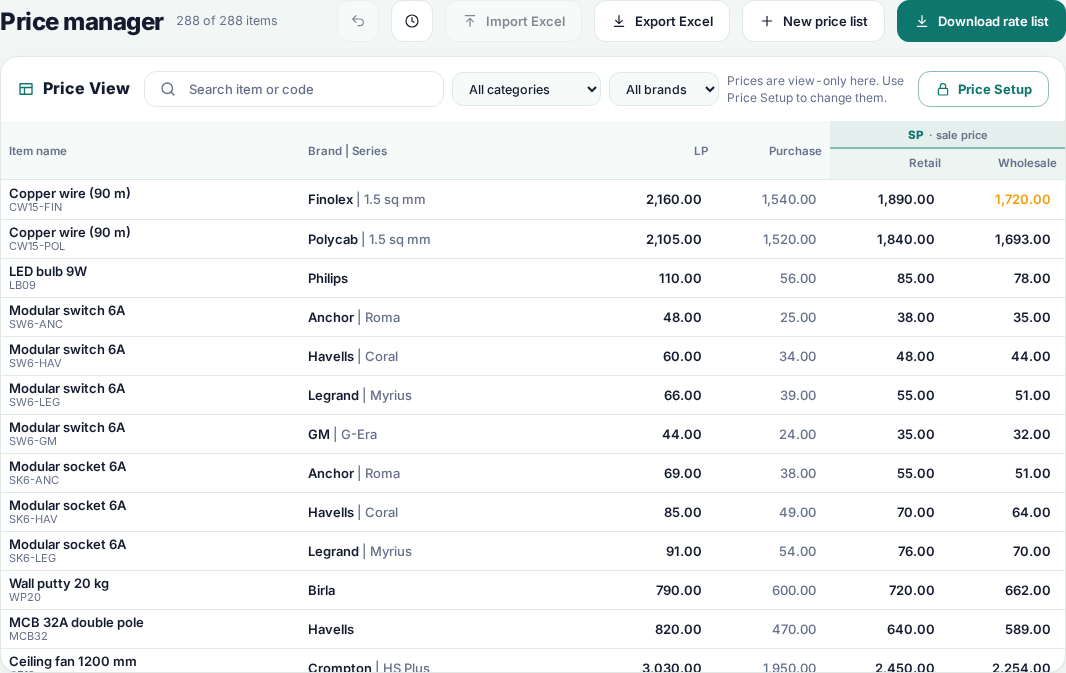 Price manager 288 of 288 items Import Excel Export Excel New price list Download rate list
Price View Search item or code All categories All brands Prices are view-only here. Use
Price Setup to change them. Price Setup
SP · sale price
Item name Brand | Series LP Purchase Retail Wholesale
Copper wire (90 m) Finolex | 1.5 sq mm 2,160.00 1,540.00 1,890.00 1,720.00
CW15-FIN
Copper wire (90 m) Polycab | 1.5 sq mm 2,105.00 1,520.00 1,840.00 1,693.00
CW15-POL
LED bulb 9W Philips 110.00 56.00 85.00 78.00
LB09
Modular switch 6A Anchor | Roma 48.00 25.00 38.00 35.00
SW6-ANC
Modular switch 6A Havells | Coral 60.00 34.00 48.00 44.00
SW6-HAV
Modular switch 6A Legrand | Myrius 66.00 39.00 55.00 51.00
SW6-LEG
Modular switch 6A GM | G-Era 44.00 24.00 35.00 32.00
SW6-GM
Modular socket 6A Anchor | Roma 69.00 38.00 55.00 51.00
SK6-ANC
Modular socket 6A Havells | Coral 85.00 49.00 70.00 64.00
SK6-HAV
Modular socket 6A Legrand | Myrius 91.00 54.00 76.00 70.00
SK6-LEG
Wall putty 20 kg Birla 790.00 600.00 720.00 662.00
WP20
MCB 32A double pole Havells 820.00 470.00 640.00 589.00
MCB32
Ceiling fan 1200 mm Crompton | HS Plus 3,030.00 1,950.00 2,450.00 2,254.00